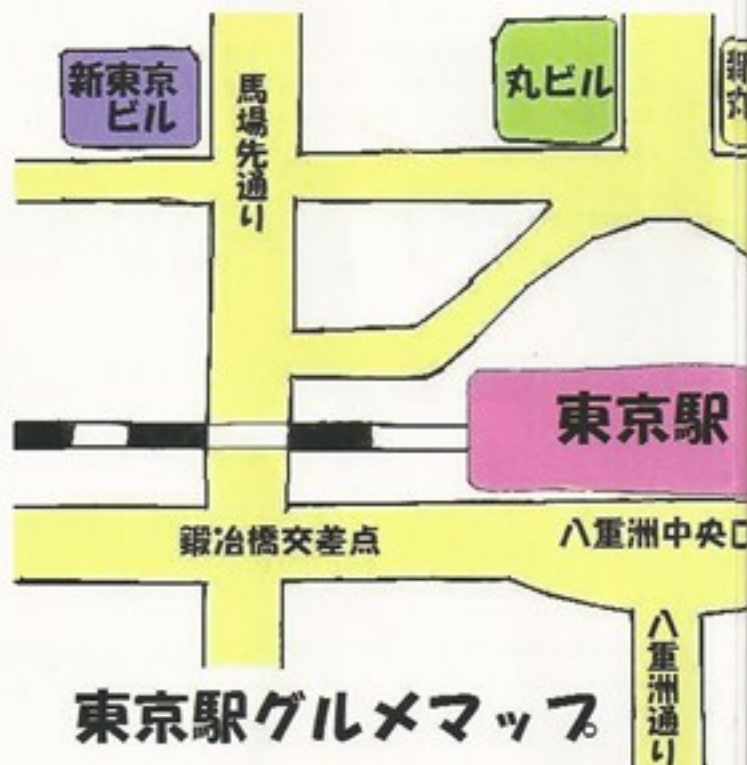 新東京
ビル
馬場先通り
丸ビル
東京駅
鍛冶橋交差点
八重洲中央口
八重洲通り
東京駅グルメマップ